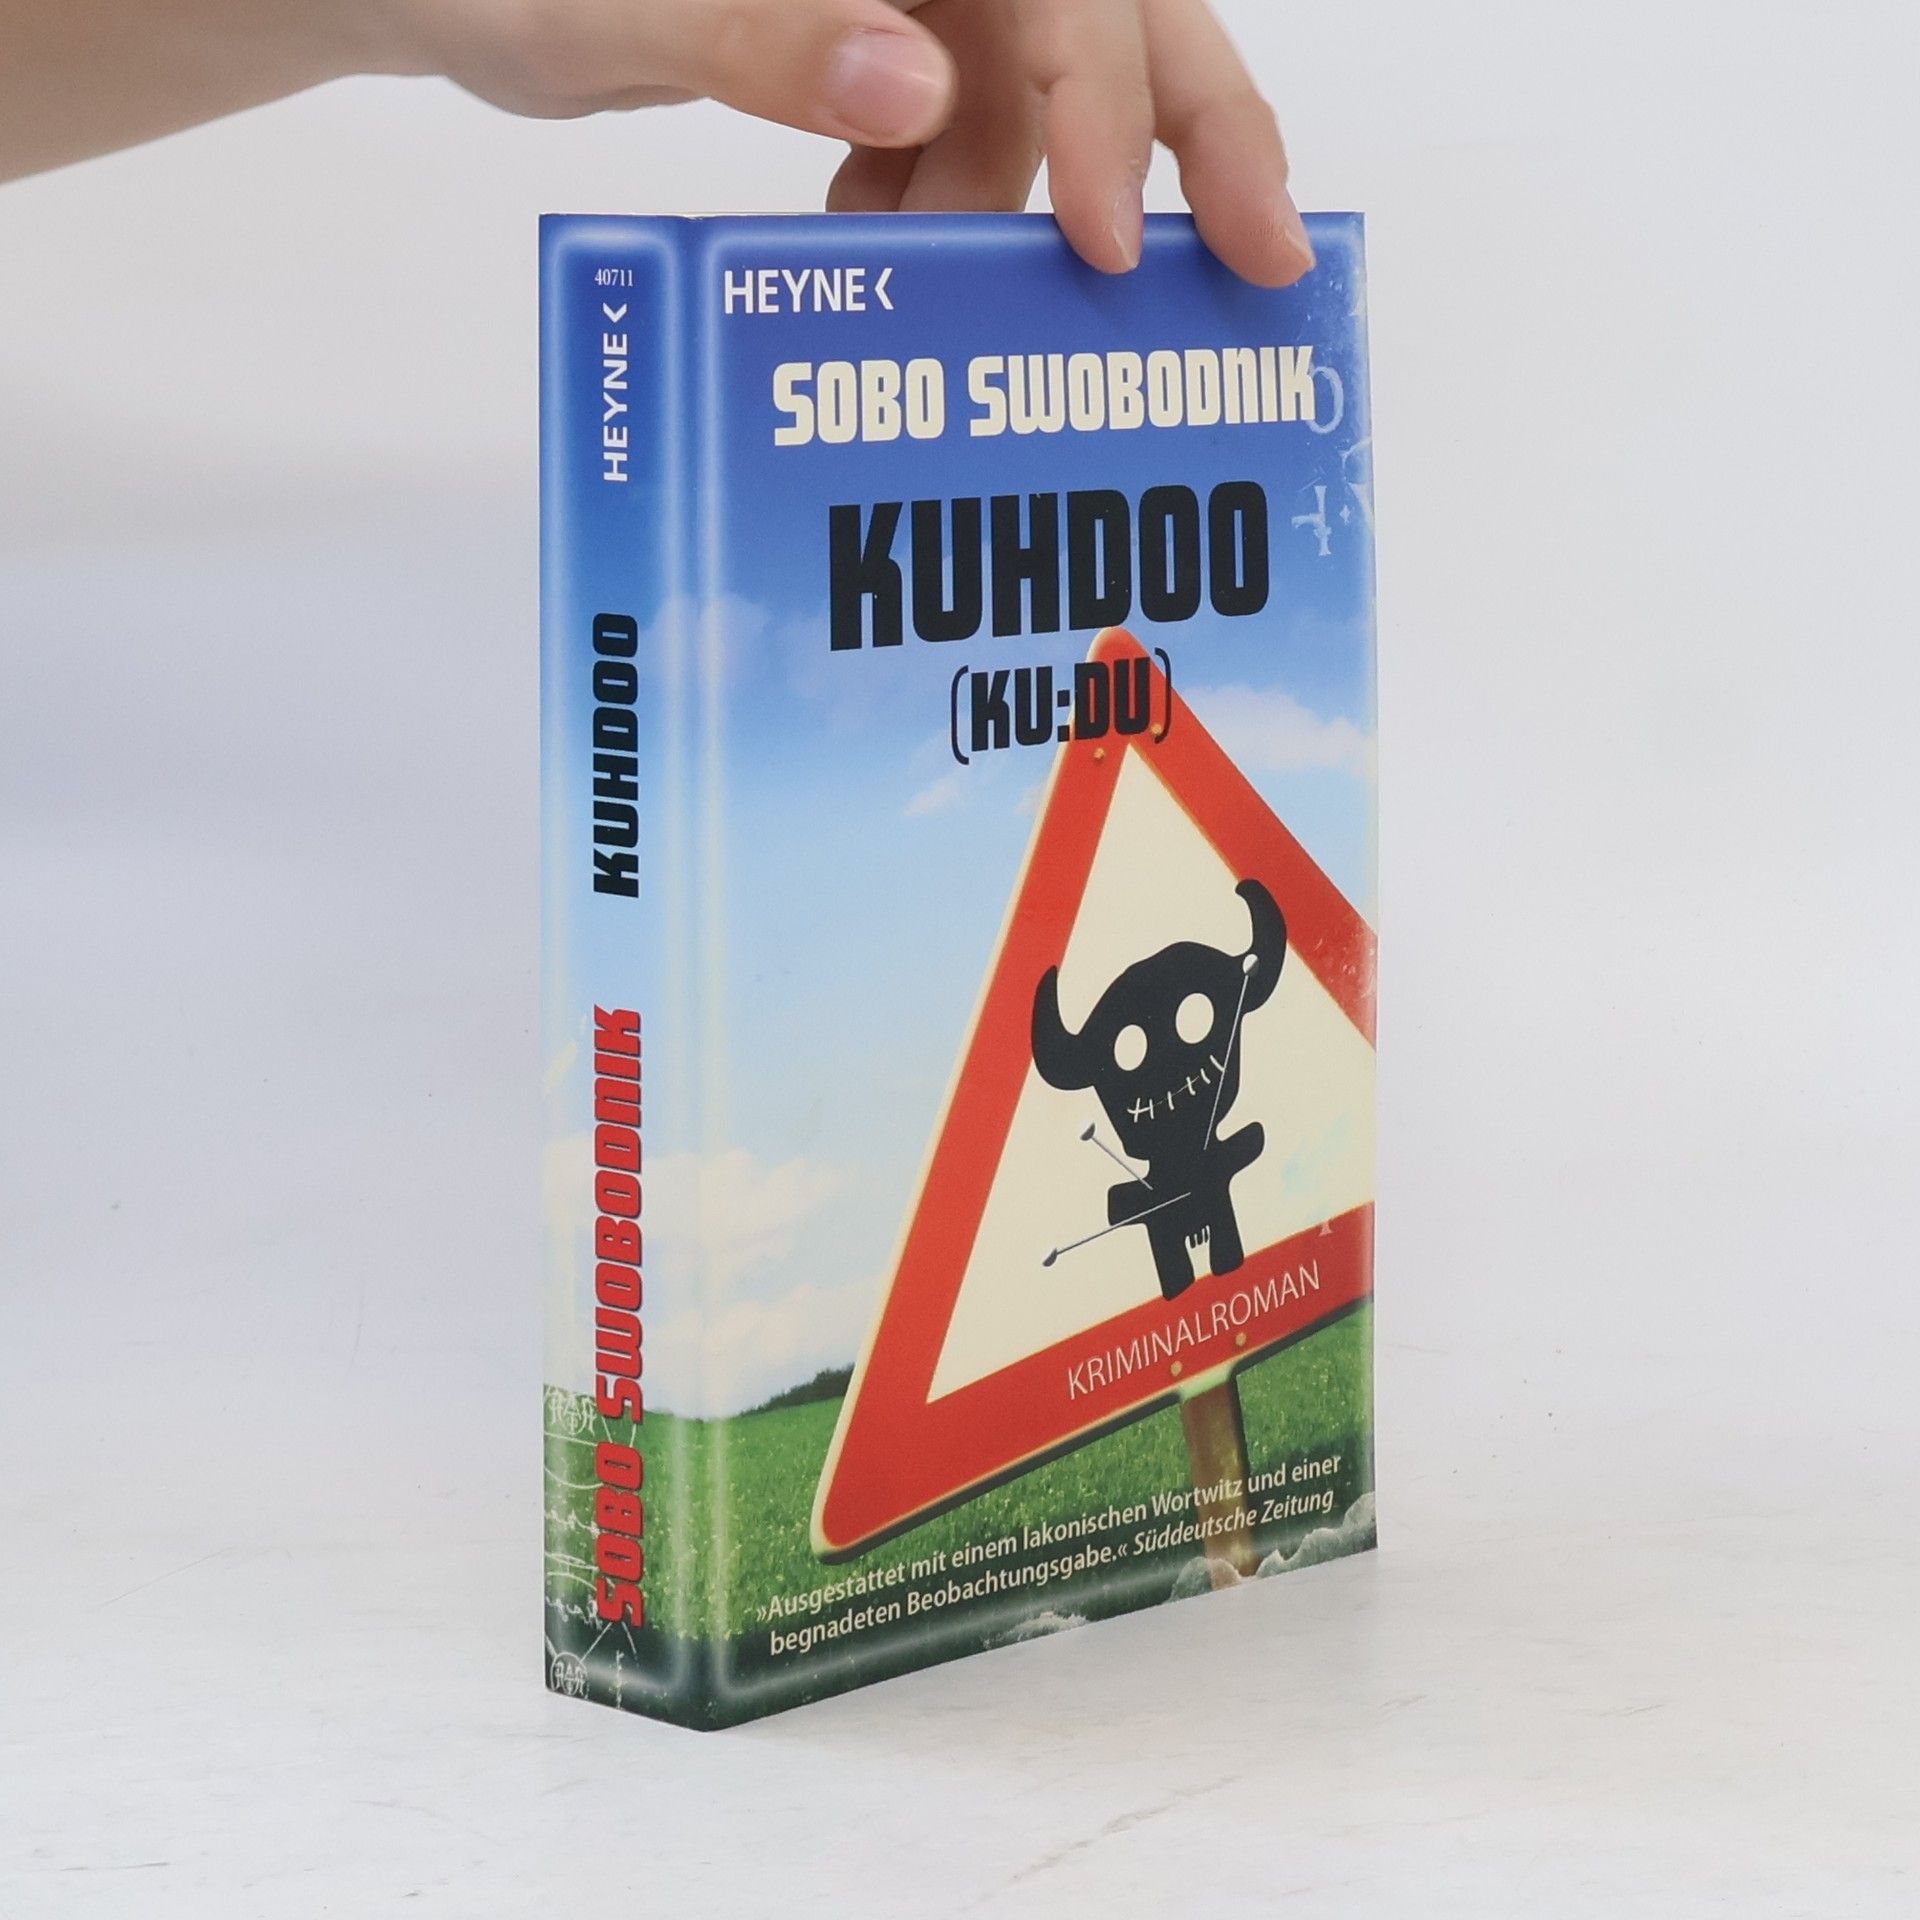 40711
HEYNE
KUHDOO
SOBO SWOBODNIK
HEYNE
SOBO SWOBODNIK
KUHDOO
(KU:DU)
KRIMINALROMAN
»Ausgestattet mit einem lakonischen Wortwitz und einer
begnadeten Beobachtungsgabe.« Süddeutsche Zeitung